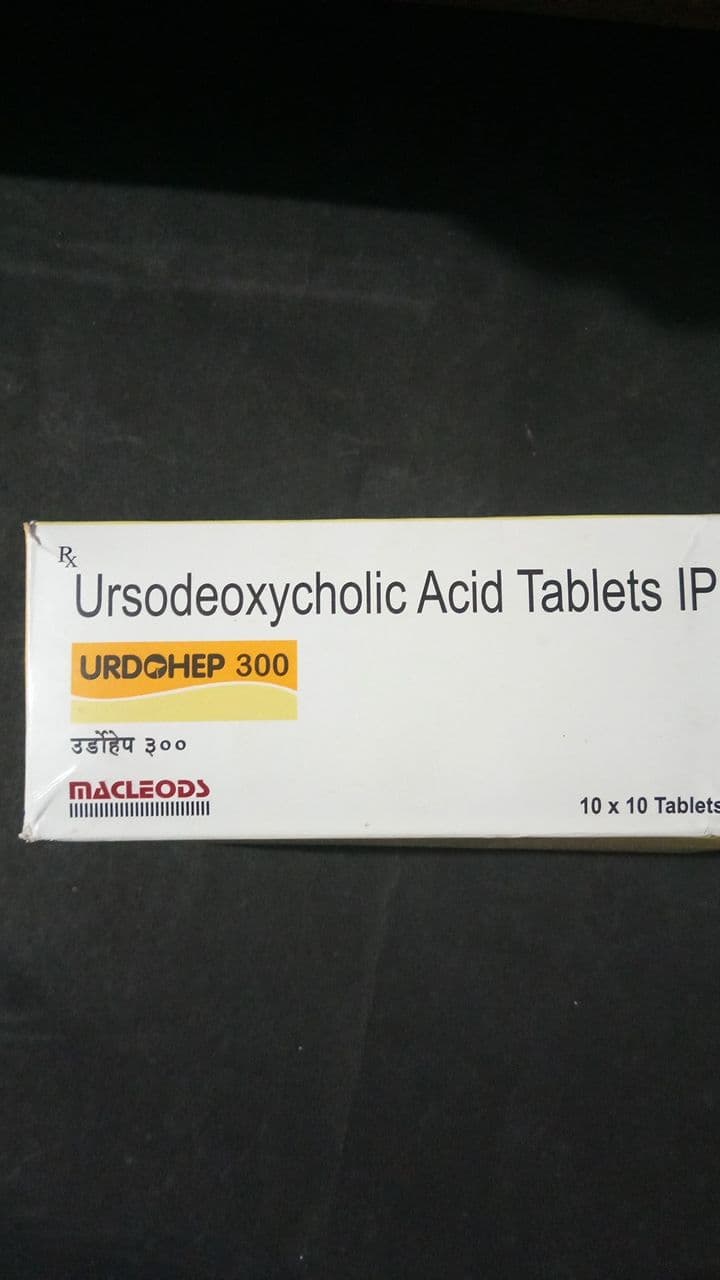 Rx
Ursodeoxycholic Acid Tablets IP
URDOHEP 300
उर्डोहेप ३००
MACLEODS
10 x 10 Tablets